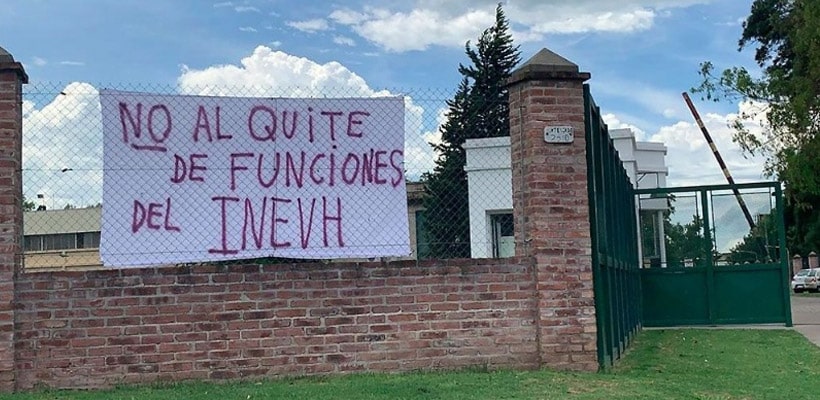 NO AL QUITE
DE FUNCIONES
DEL INEVH